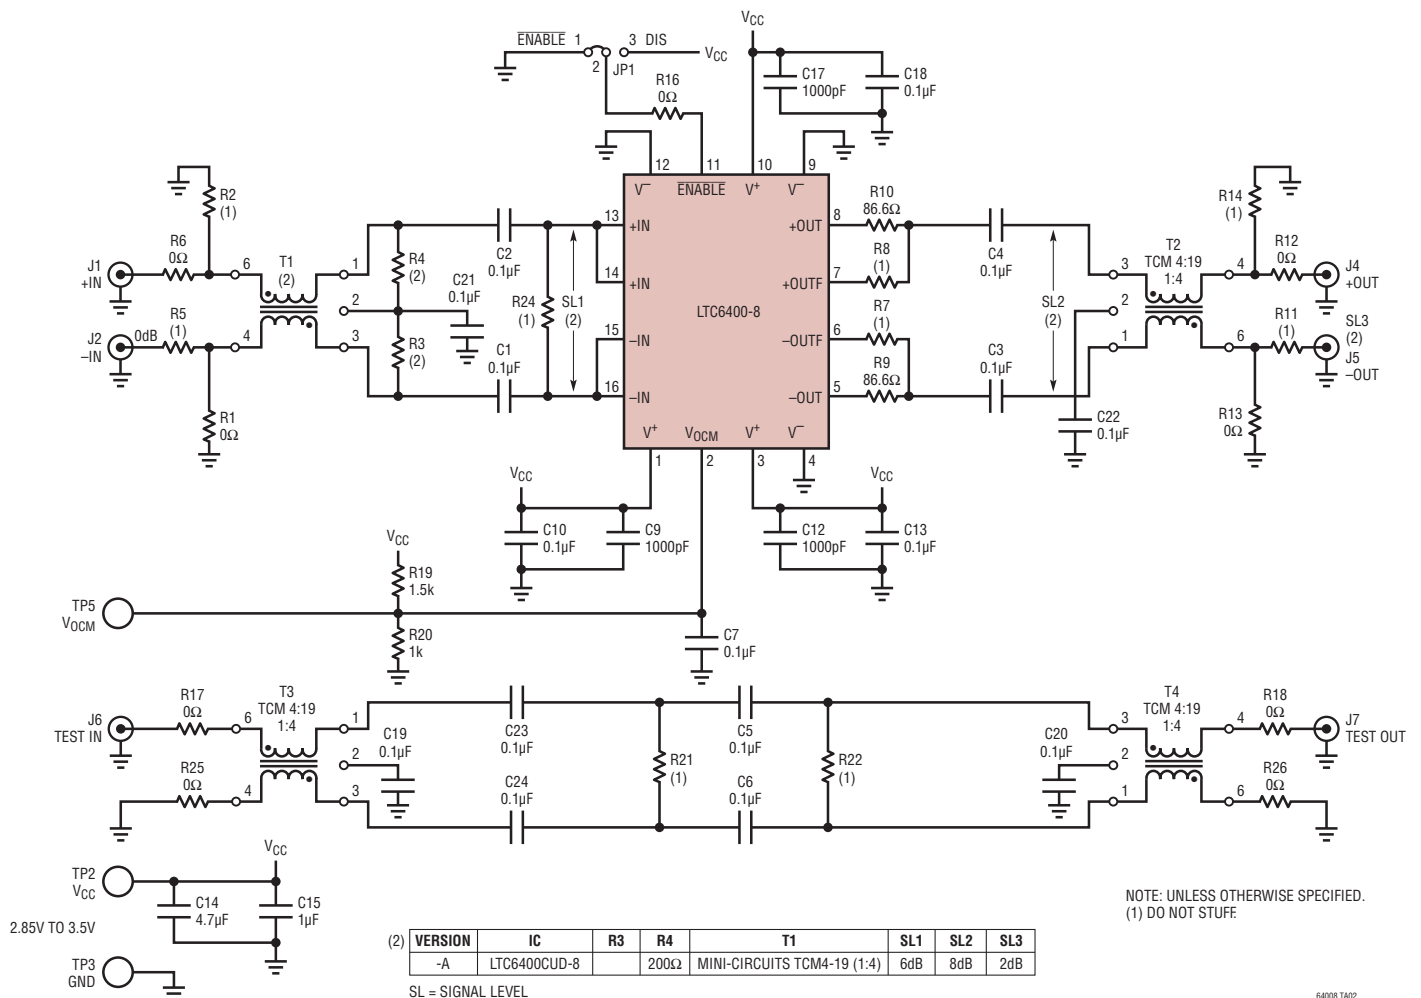 VCC
ENABLE 1
3 DIS
VCC
2
JP1
R16
0Ω
C17
1000pF
C18
0.1µF
12
11
10
9
V–
ENABLE
V+
V–
R2
(1)
R6
0Ω
J1
+IN
6
T1
(2)
1
2
3
4
R4
(2)
C21
0.1µF
R3
(2)
C2
0.1µF
R24
(1)
SL1
(2)
C1
0.1µF
J2
–IN
0dB
R5
(1)
R1
0Ω
13
+IN
14
+IN
15
–IN
16
–IN
LTC6400-8
+OUT
8
+OUTF
7
–OUTF
6
–OUT
5
V+
VOCM
V+
V–
1
2
3
4
R10
86.6Ω
R8
(1)
R7
(1)
R9
86.6Ω
C4
0.1µF
C3
0.1µF
SL2
(2)
T2
TCM 4:19
1:4
3
2
1
4
6
C22
0.1µF
R14
(1)
R12
0Ω
J4
+OUT
R11
(1)
SL3
(2)
J5
–OUT
R13
0Ω
VCC
C10
0.1µF
C9
1000pF
VCC
C12
1000pF
C13
0.1µF
VCC
R19
1.5k
TP5
VOCM
R20
1k
C7
0.1µF
J6
TEST IN
R17
0Ω
R25
0Ω
T3
TCM 4:19
1:4
6
4
1
2
3
C19
0.1µF
C23
0.1µF
C24
0.1µF
R21
(1)
C5
0.1µF
C6
0.1µF
R22
(1)
C20
0.1µF
T4
TCM 4:19
1:4
3
2
1
4
6
R18
0Ω
J7
TEST OUT
R26
0Ω
TP2
VCC
VCC
C14
4.7µF
C15
1µF
2.85V TO 3.5V
TP3
GND
NOTE: UNLESS OTHERWISE SPECIFIED.
(1) DO NOT STUFF.
(2) VERSION IC R3 R4 T1 SL1 SL2 SL3
-A LTC6400CUD-8 200Ω MINI-CIRCUITS TCM4-19 (1:4) 6dB 8dB 2dB
SL = SIGNAL LEVEL
64008 TA02